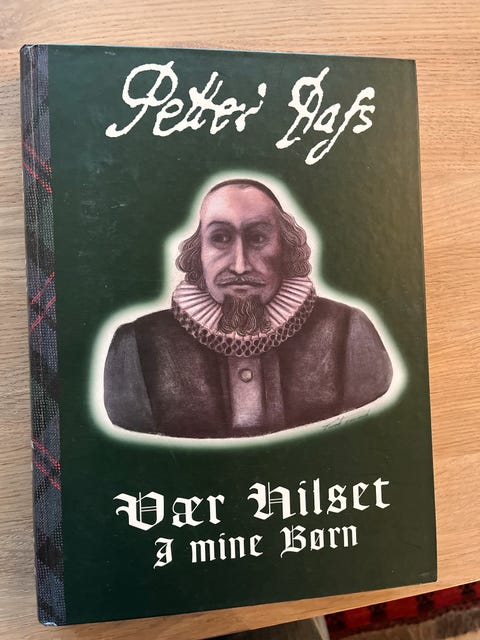 Petter Dass
Vær Hilset
I mine Børn